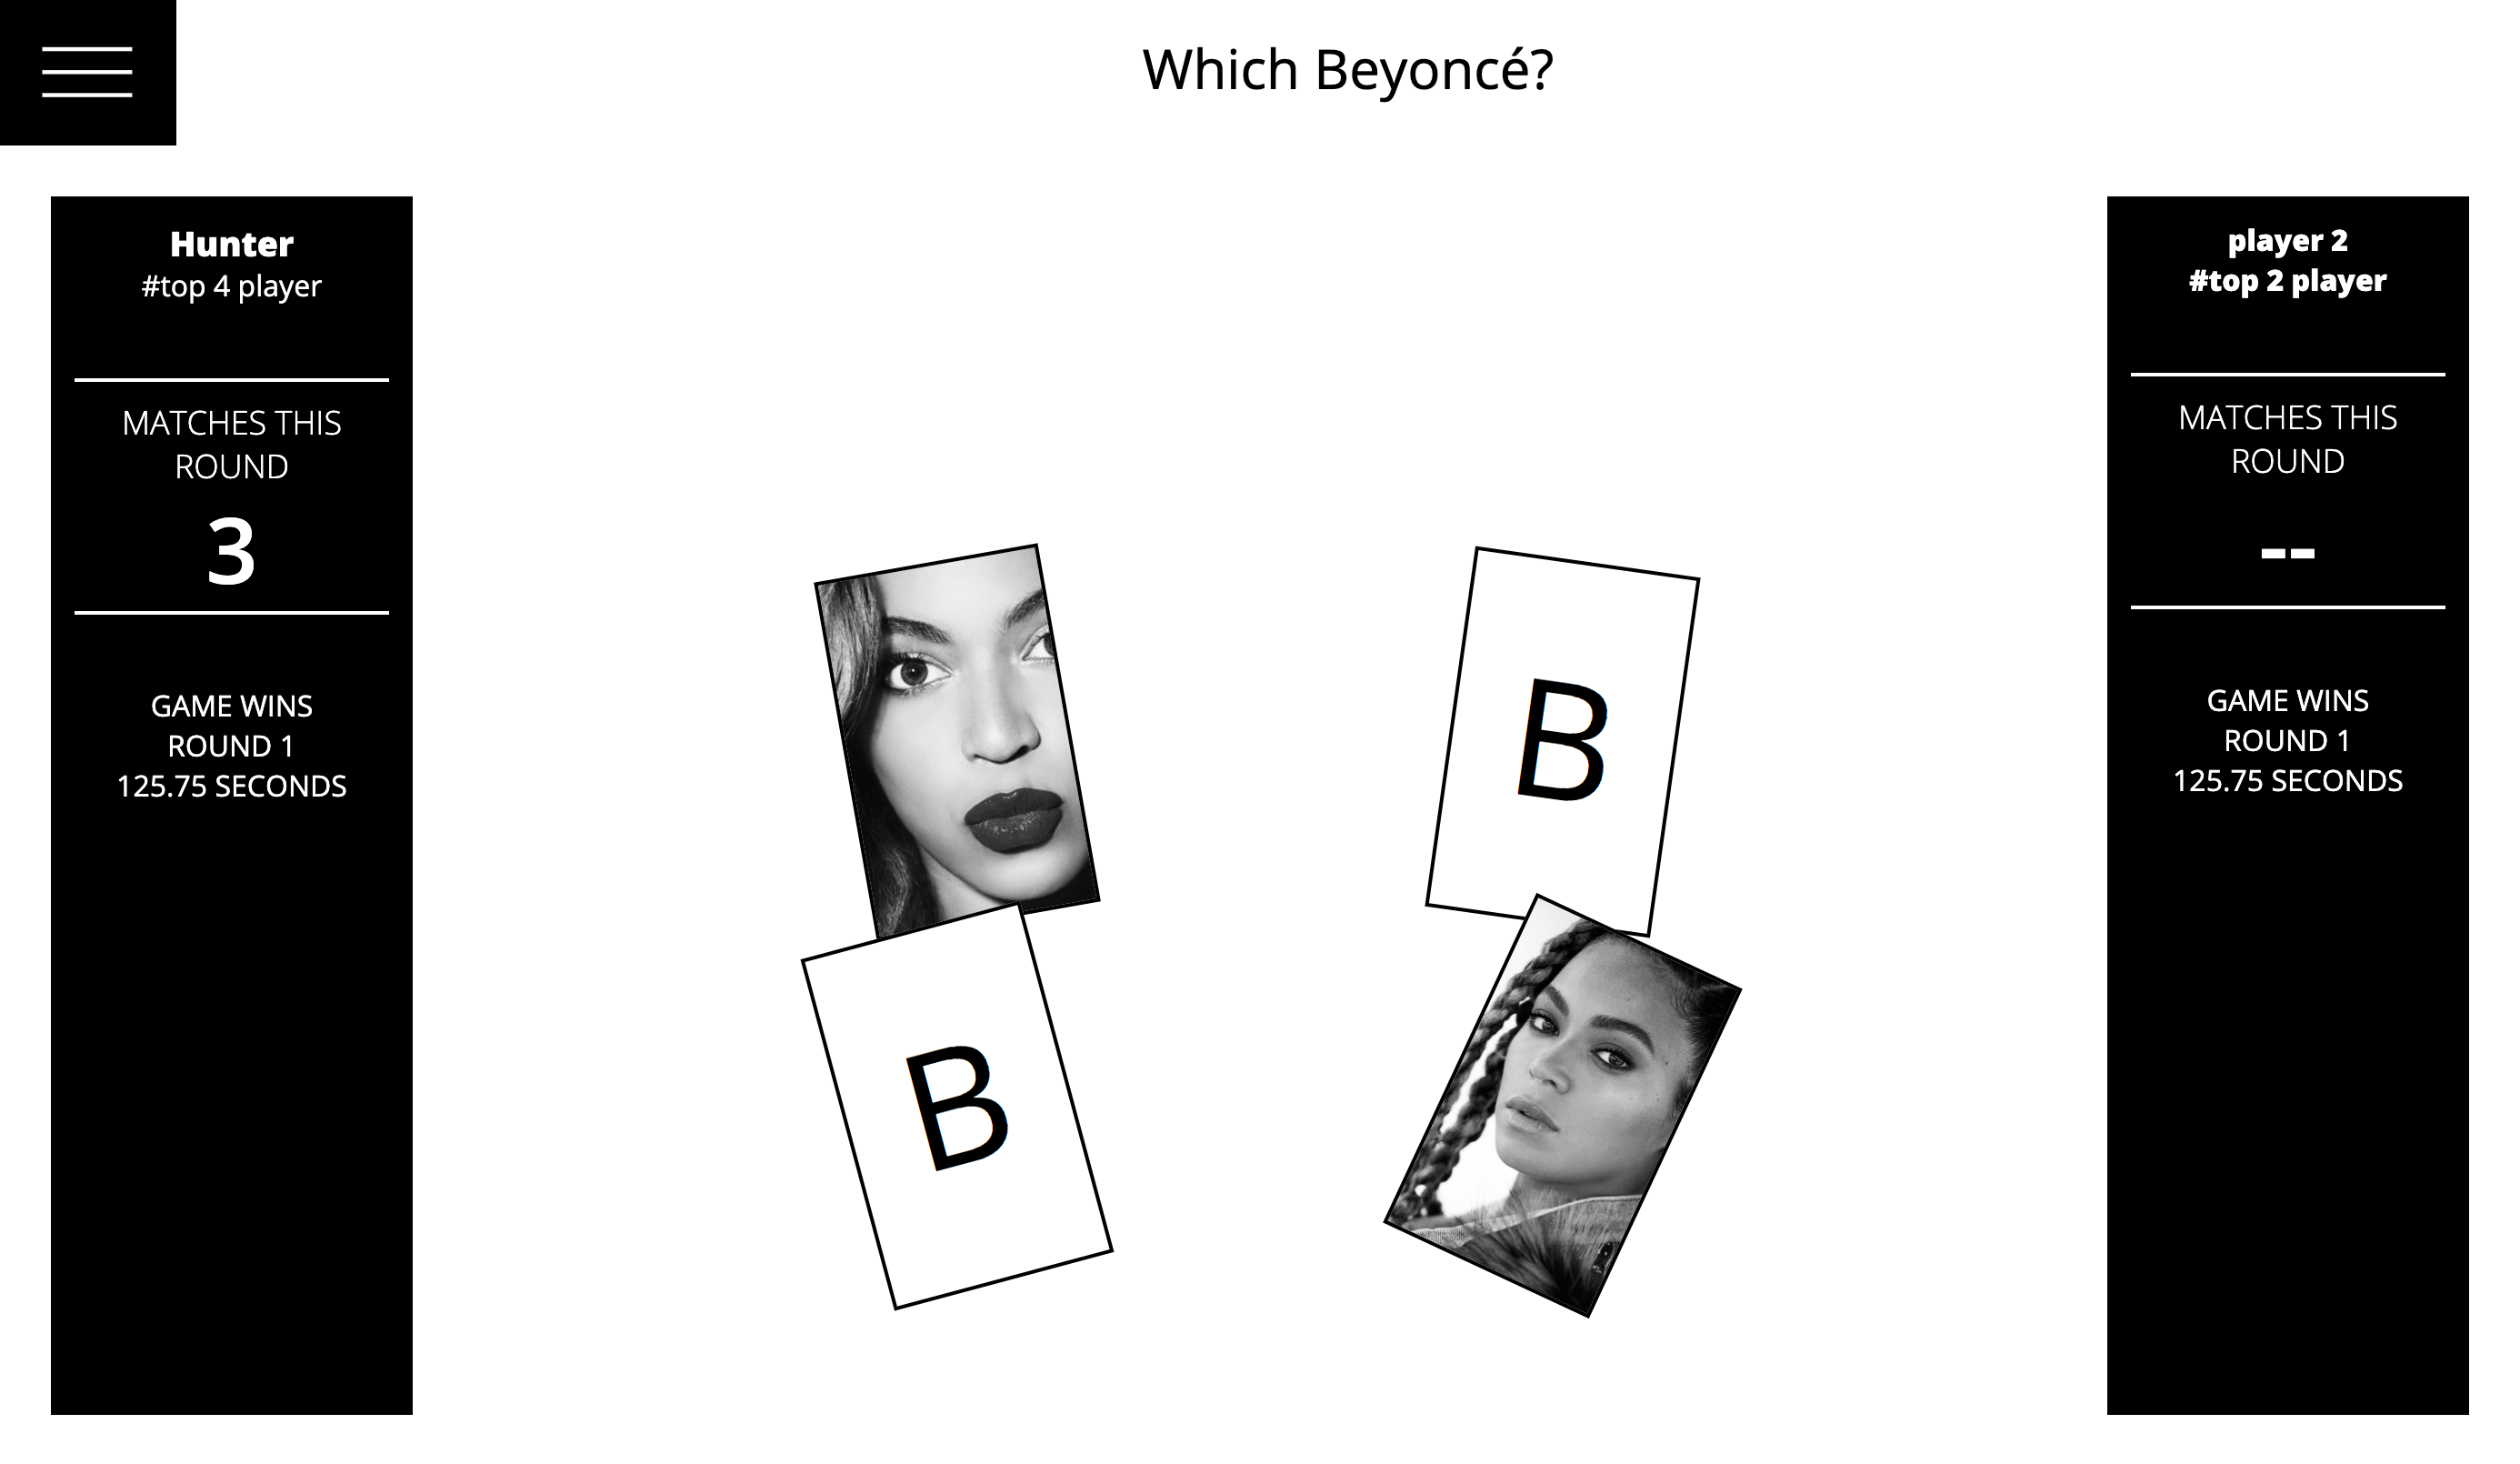 Which Beyoncé?
Hunter
#top 4 player
MATCHES THIS
ROUND
3
GAME WINS
ROUND 1
125.75 SECONDS
B
B
player 2
#top 2 player
MATCHES THIS
ROUND
--
GAME WINS
ROUND 1
125.75 SECONDS